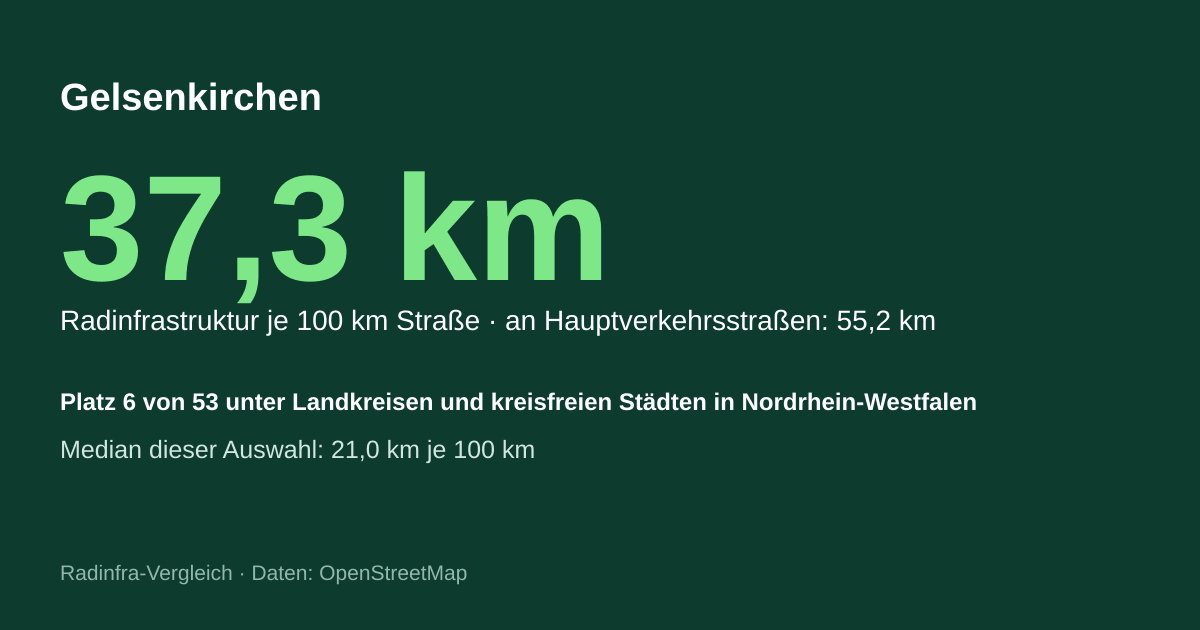 Gelsenkirchen
37,3 km
Radinfrastruktur je 100 km Straße · an Hauptverkehrsstraßen: 55,2 km
Platz 6 von 53 unter Landkreisen und kreisfreien Städten in Nordrhein-Westfalen
Median dieser Auswahl: 21,0 km je 100 km
Radinfra-Vergleich · Daten: OpenStreetMap